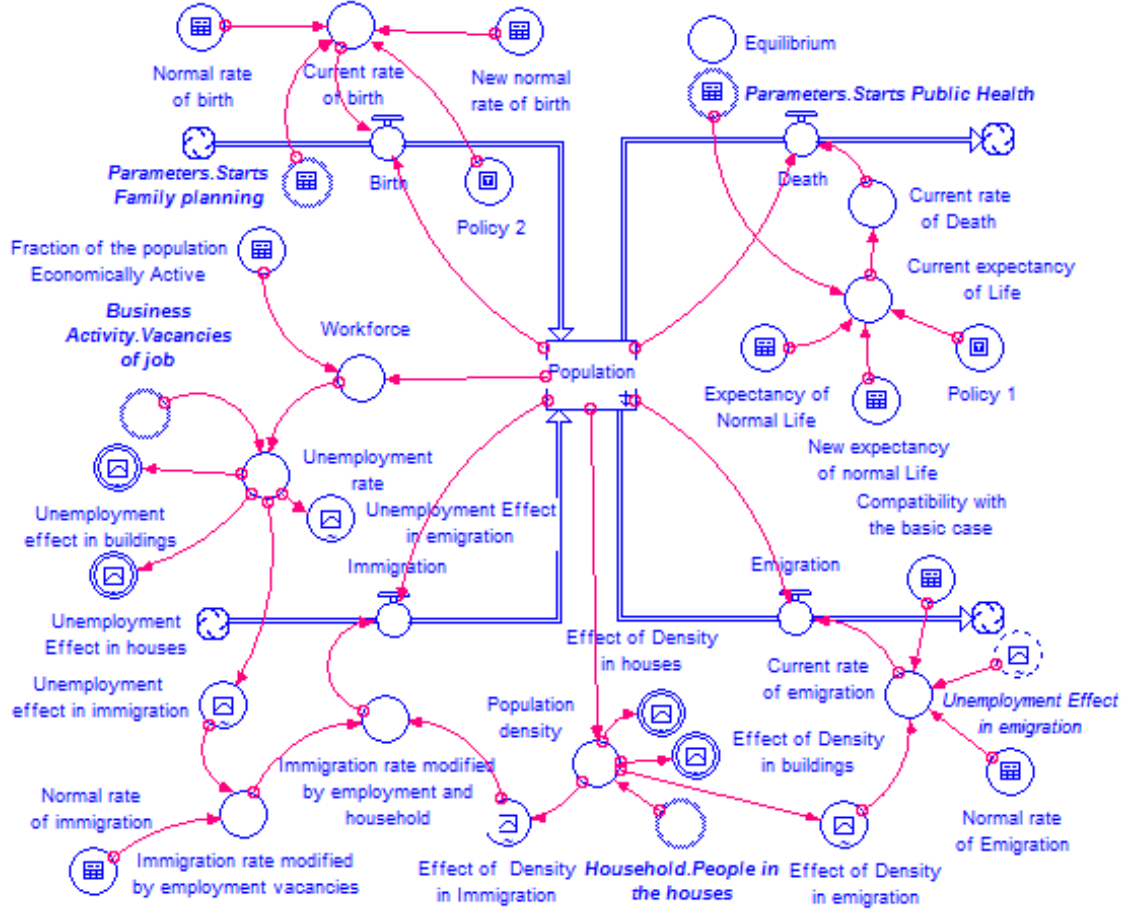 Equilibrium
Normal rate
of birth
Current rate
of birth
New normal
rate of birth
Parameters.Starts Public Health
Parameters.Starts
Family planning
Birth
Policy 2
Death
Current rate
of Death
Fraction of the population
Economically Active
Current expectancy
of Life
Business
Activity.Vacancies
of job
Workforce
Population
Expectancy of
Normal Life
Policy 1
New expectancy
of normal Life
Unemployment
rate
Compatibility with
the basic case
Unemployment
effect in buildings
Unemployment Effect
in emigration
Immigration
Emigration
Unemployment
Effect in houses
Effect of Density
in houses
Current rate
of emigration
Unemployment
effect in immigration
Population
density
Unemployment Effect
in emigration
Effect of Density
in buildings
Immigration rate modified
by employment and
household
Normal rate
of immigration
Normal rate
of Emigration
Immigration rate modified
by employment vacancies
Effect of Density
in Immigration
Household.People in
the houses
Effect of Density
in emigration